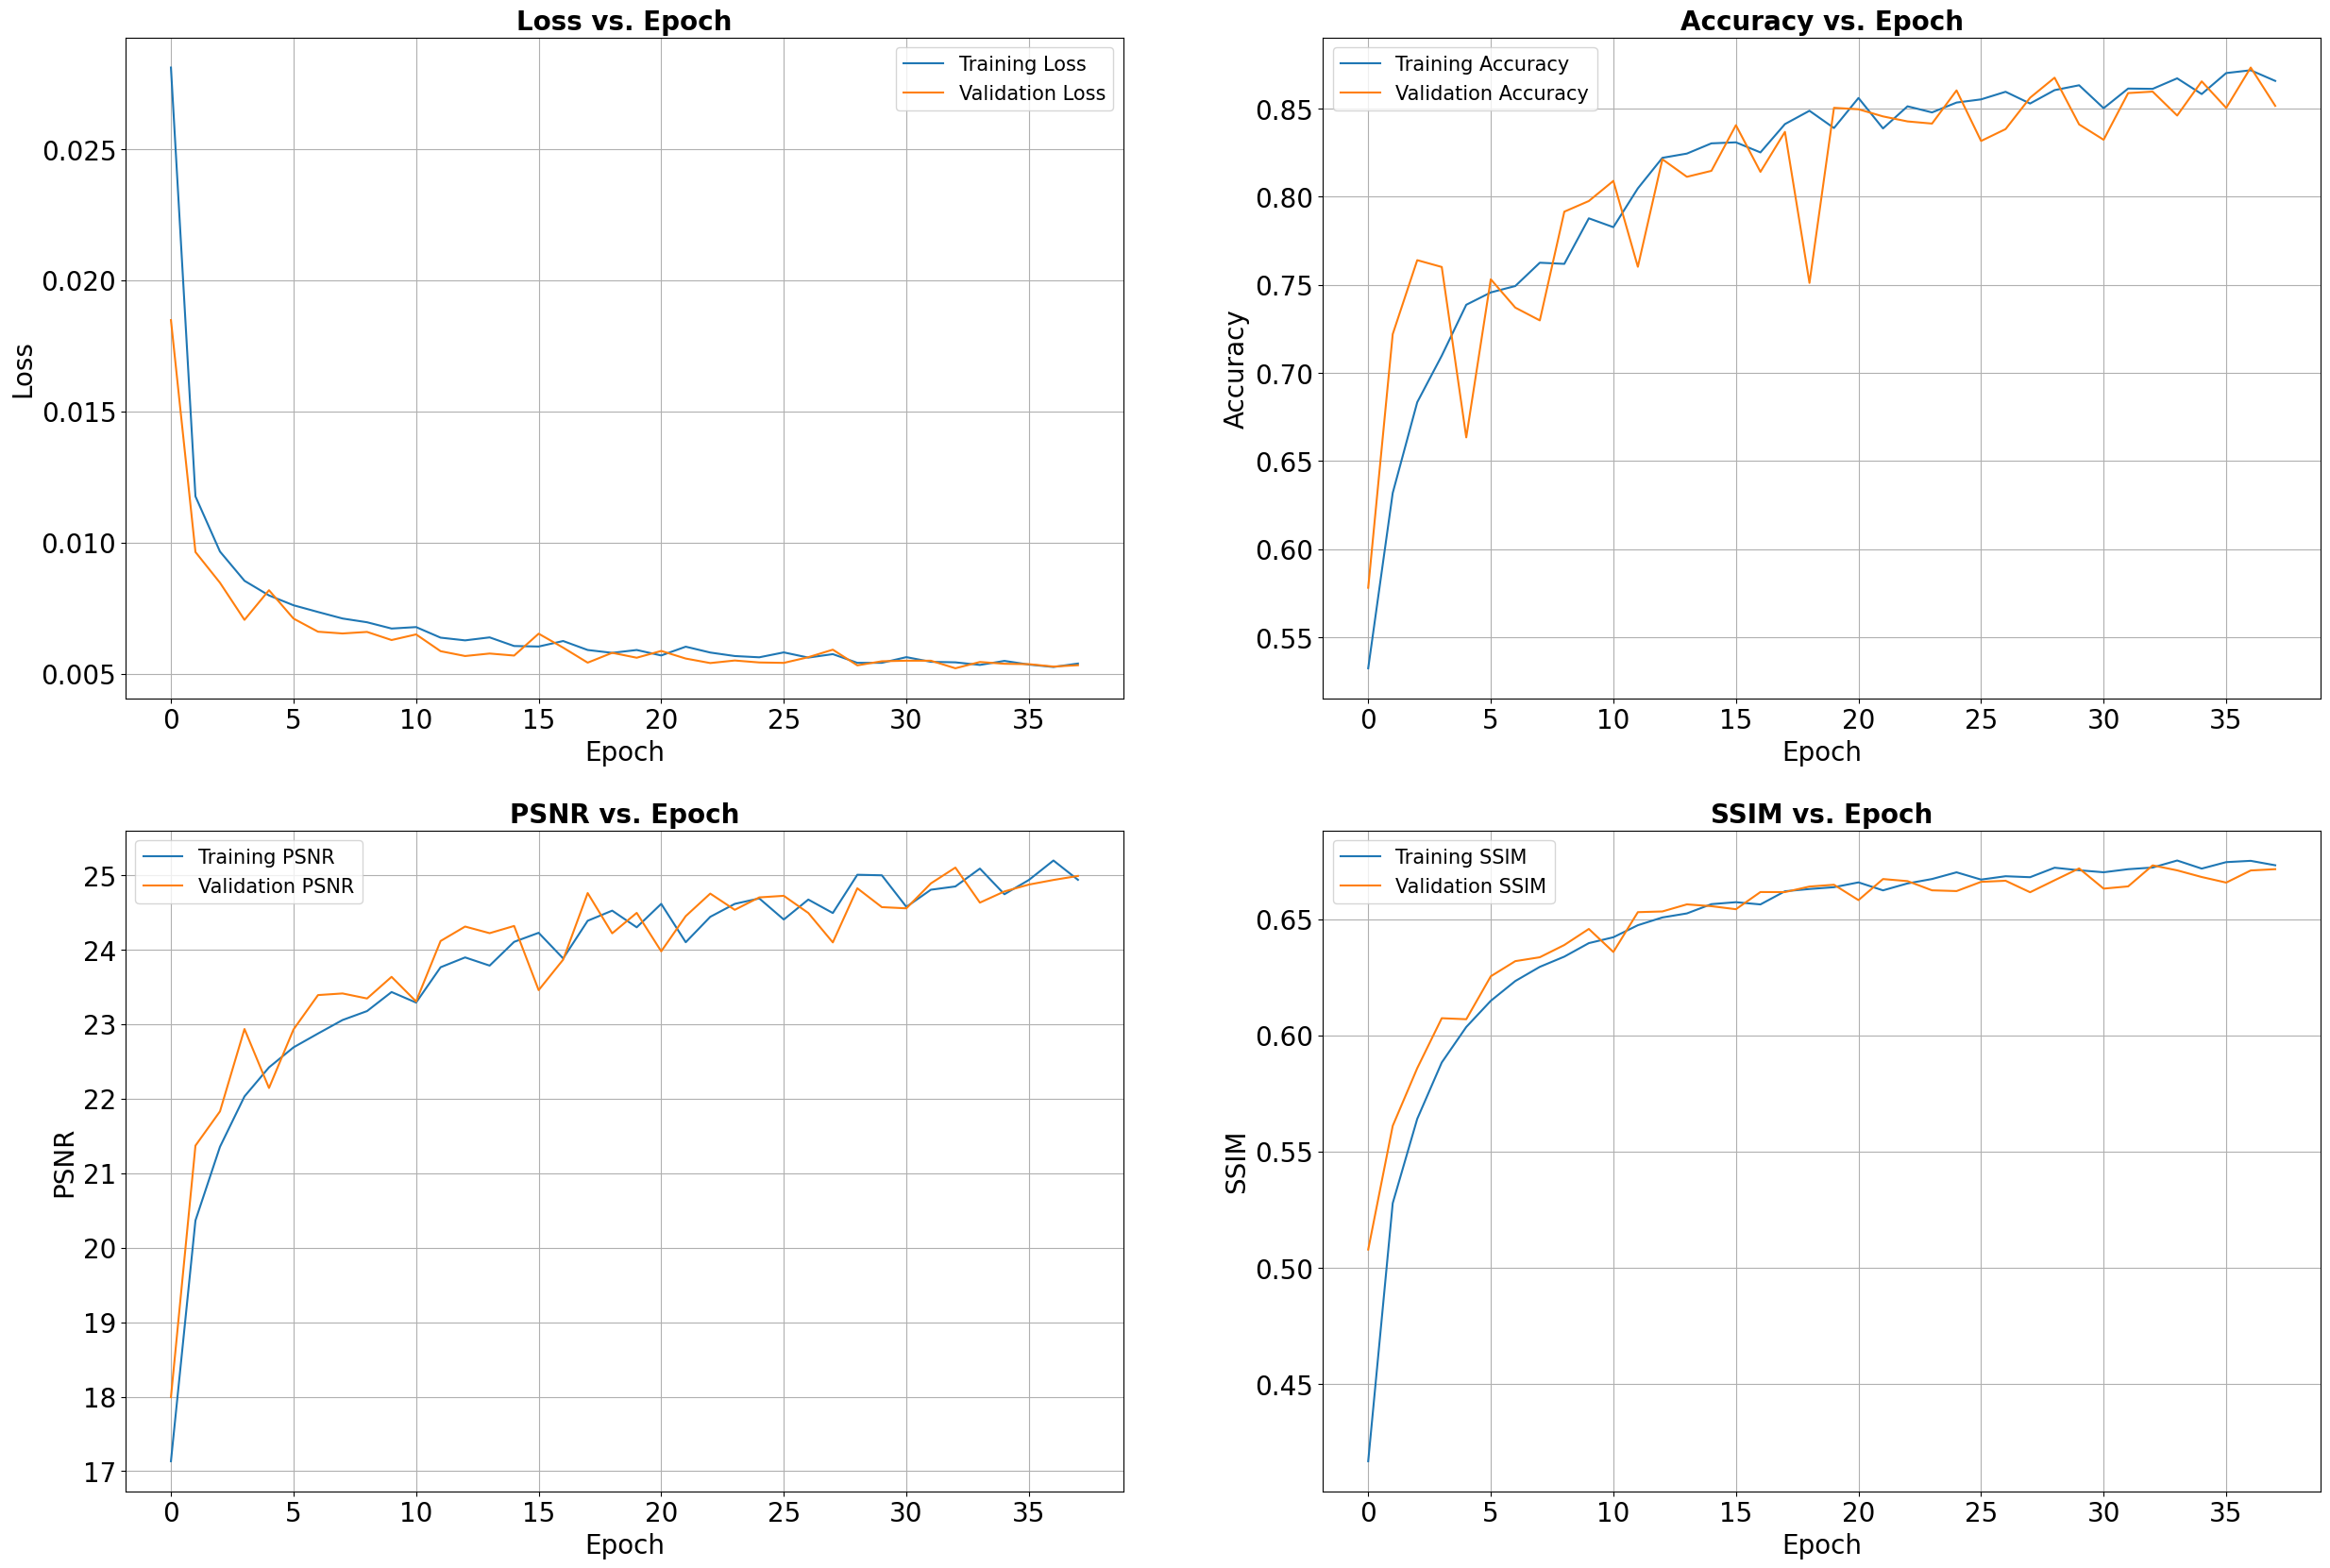 Loss vs. Epoch
Training Loss
Validation Loss
0.025
0.020
0.015
0.010
0.005
Loss
0 5 10 15 20 25 30 35
Epoch
Accuracy vs. Epoch
Training Accuracy
Validation Accuracy
0.85
0.80
0.75
0.70
0.65
0.60
0.55
Accuracy
0 5 10 15 20 25 30 35
Epoch
PSNR vs. Epoch
Training PSNR
Validation PSNR
25
24
23
22
21
20
19
18
17
PSNR
0 5 10 15 20 25 30 35
Epoch
SSIM vs. Epoch
Training SSIM
Validation SSIM
0.65
0.60
0.55
0.50
0.45
SSIM
0 5 10 15 20 25 30 35
Epoch